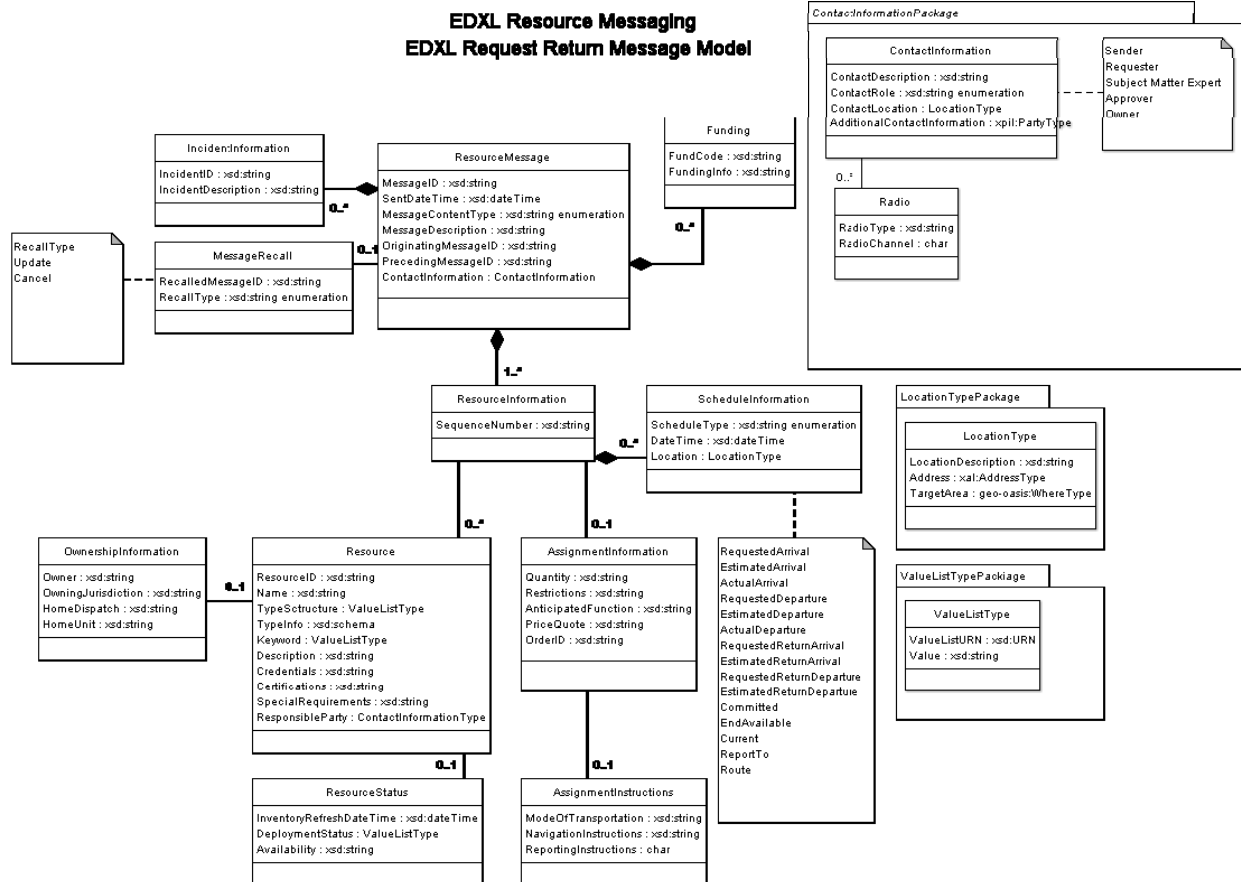 EDXL Resource Messaging
EDXL Request Return Message Model
ContactInformationPackage
ContactInformation
ContactDescription : xsd:string
ContactRole : xsd:string enumeration
ContactLocation : LocationType
AdditionalContactInformation : xpil:PartyType
Sender
Requester
Subject Matter Expert
Approver
Owner
0..*
Radio
RadioType : xsd:string
RadioChannel : char
Funding
FundCode : xsd:string
FundingInfo : xsd:string
0..*
IncidentInformation
IncidentID : xsd:string
IncidentDescription : xsd:string
0..*
ResourceMessage
MessageID : xsd:string
SentDateTime : xsd:dateTime
MessageContentType : xsd:string enumeration
MessageDescription : xsd:string
OriginatingMessageID : xsd:string
PrecedingMessageID : xsd:string
ContactInformation : ContactInformation
RecallType
Update
Cancel
MessageRecall
RecalledMessageID : xsd:string
RecallType : xsd:string enumeration
0..1
1..*
ResourceInformation
SequenceNumber : xsd:string
0..*
ScheduleInformation
ScheduleType : xsd:string enumeration
DateTime : xsd:dateTime
Location : LocationType
LocationTypePackage
LocationType
LocationDescription : xsd:string
Address : xal:AddressType
TargetArea : geo-oasis:WhereType
0..*
0..1
OwnershipInformation
Owner : xsd:string
OwningJurisdiction : xsd:string
HomeDispatch : xsd:string
HomeUnit : xsd:string
0..1
Resource
ResourceID : xsd:string
Name : xsd:string
TypeSctructure : ValueListType
TypeInfo : xsd:schema
Keyword : ValueListType
Description : xsd:string
Credentials : xsd:string
Certifications : xsd:string
SpecialRequirements : xsd:string
ResponsibleParty : ContactInformationType
AssignmentInformation
Quantity : xsd:string
Restrictions : xsd:string
AnticipatedFunction : xsd:string
PriceQuote : xsd:string
OrderID : xsd:string
RequestedArrival
EstimatedArrival
ActualArrival
RequestedDeparture
EstimatedDeparture
ActualDeparture
RequestedReturnArrival
EstimatedReturnArrival
RequestedReturnDeparture
EstimatedReturnDeparture
Committed
EndAvailable
Current
ReportTo
Route
ValueListTypePackage
ValueListType
ValueListURN : xsd:URN
Value : xsd:string
0..1
0..1
ResourceStatus
InventoryRefreshDateTime : xsd:dateTime
DeploymentStatus : ValueListType
Availability : xsd:string
AssignmentInstructions
ModeOfTransportation : xsd:string
NavigationInstructions : xsd:string
ReportingInstructions : char